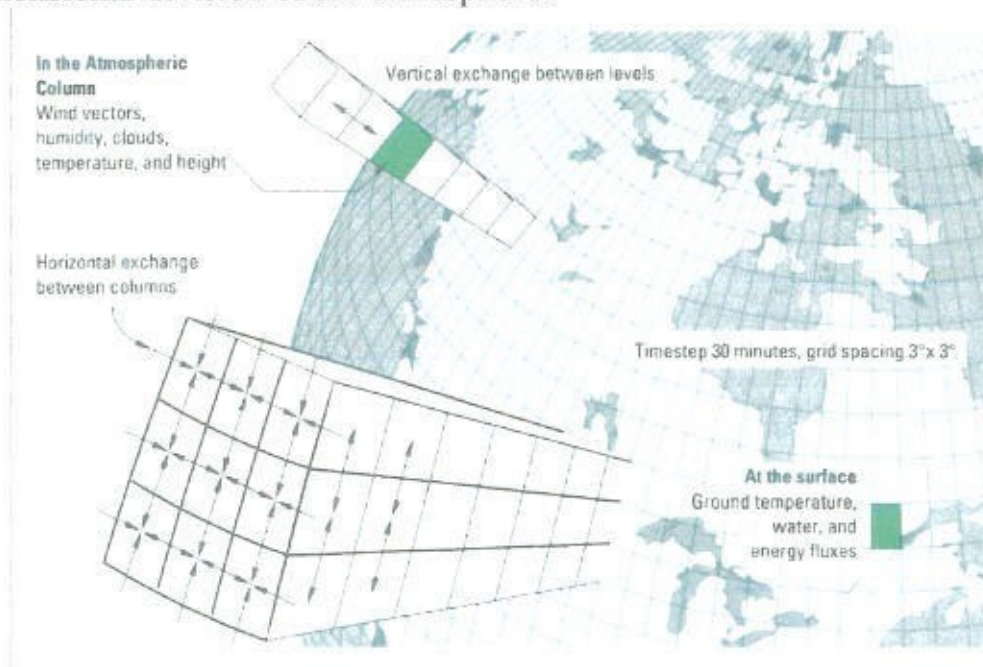 In the Atmospheric
Column
Wind vectors,
humidity, clouds,
temperature, and height
Vertical exchange between levels
Horizontal exchange
between columns
Timestep 30 minutes, grid spacing 3°x 3°
At the surface
Ground temperature,
water, and
energy fluxes